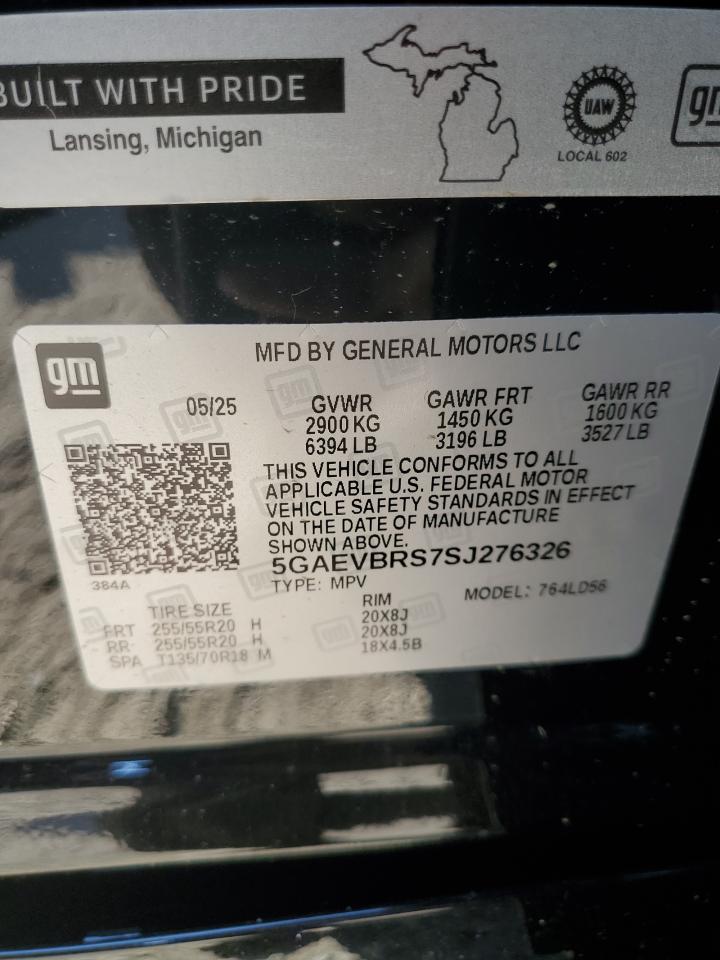 BUILT WITH PRIDE
Lansing, Michigan
UAW
LOCAL 602
gm
gm
MFD BY GENERAL MOTORS LLC
05/25
GVWR
2900 KG
6394 LB
GAWR FRT
1450 KG
3196 LB
GAWR RR
1600 KG
3527 LB
THIS VEHICLE CONFORMS TO ALL
APPLICABLE U.S. FEDERAL MOTOR
VEHICLE SAFETY STANDARDS IN EFFECT
ON THE DATE OF MANUFACTURE
SHOWN ABOVE.
5GAEVBRS7SJ276326
TYPE: MPV
MODEL: 764LD56
384A
TIRE SIZE
RIM
FRT 255/55R20 H 20X8J
RR 255/55R20 H 20X8J
SPA T135/70R18 M 18X4.5B